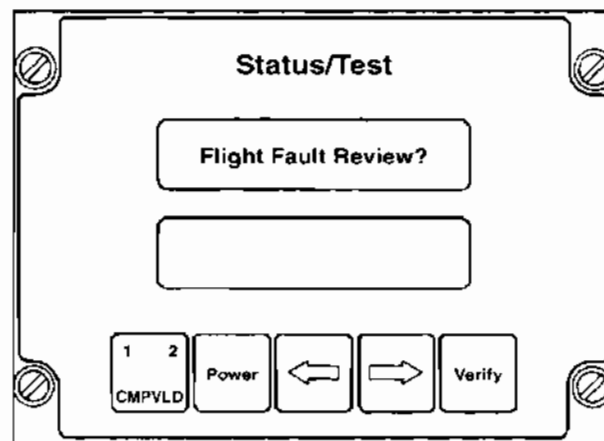 Status/Test
Flight Fault Review?
1 2
CMPVLD
Power
Verify